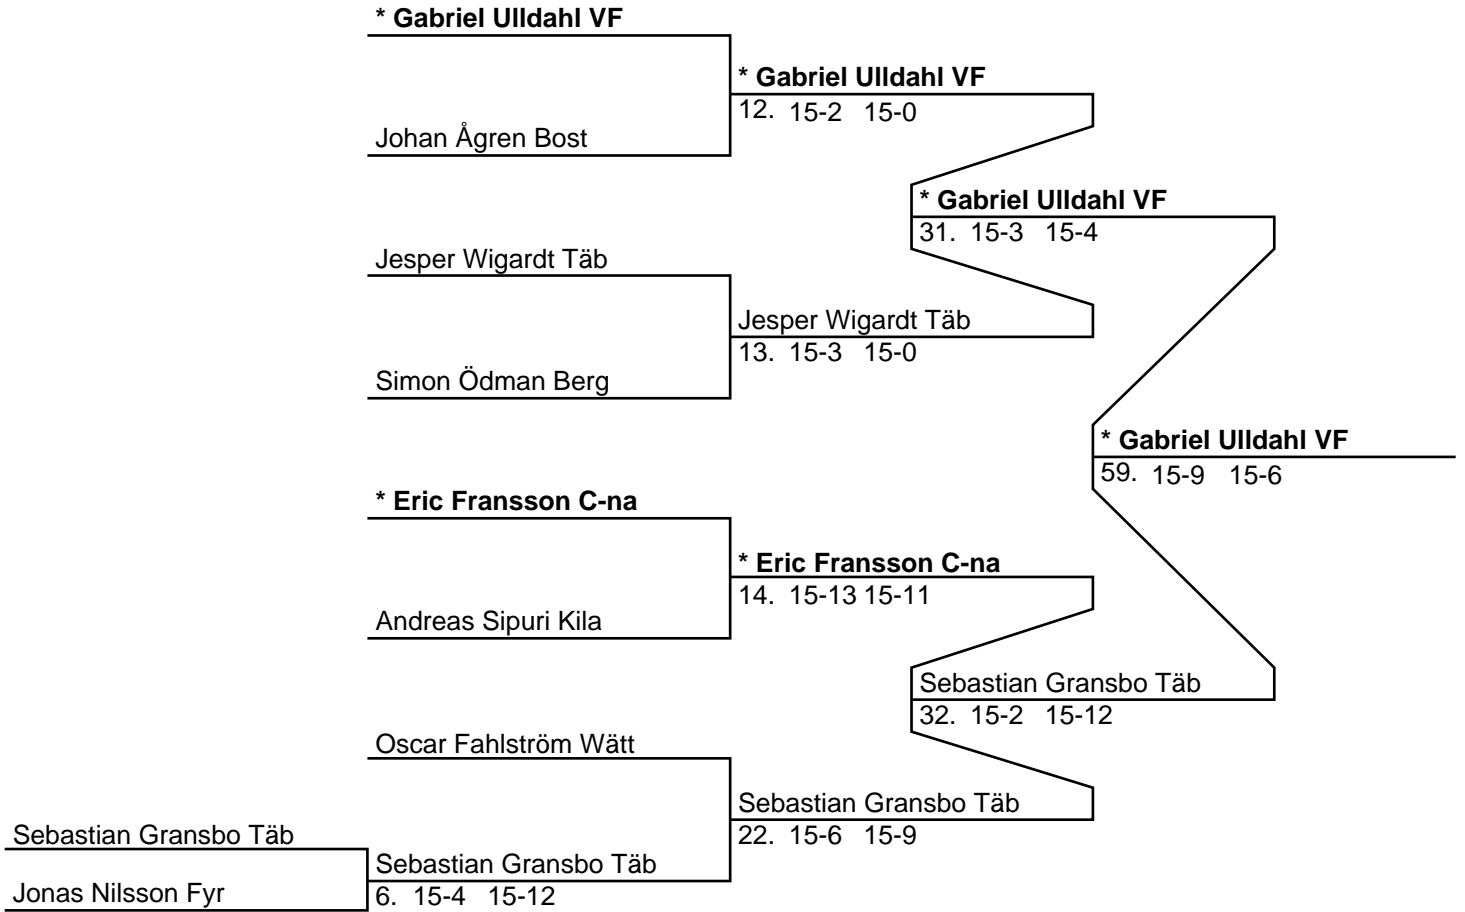 * Gabriel Ulldahl VF
* Gabriel Ulldahl VF
12. 15-2 15-0
Johan Ågren Bost
* Gabriel Ulldahl VF
31. 15-3 15-4
Jesper Wigardt Täb
Jesper Wigardt Täb
13. 15-3 15-0
Simon Ödman Berg
* Gabriel Ulldahl VF
59. 15-9 15-6
* Eric Fransson C-na
* Eric Fransson C-na
14. 15-13 15-11
Andreas Sipuri Kila
Sebastian Gransbo Täb
32. 15-2 15-12
Oscar Fahlström Wätt
Sebastian Gransbo Täb
22. 15-6 15-9
Sebastian Gransbo Täb
Sebastian Gransbo Täb
6. 15-4 15-12
Jonas Nilsson Fyr